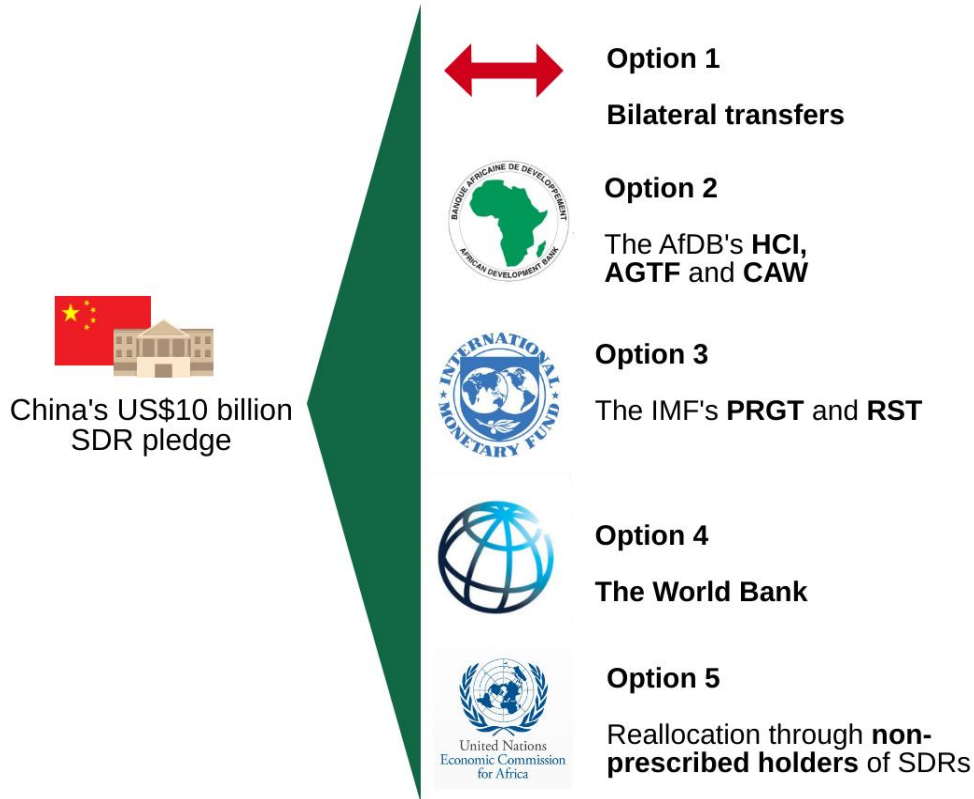 China's US$10 billion
SDR pledge
Option 1
Bilateral transfers
BANQUE AFRICAINE DE DEVELOPPEMENT
AFRICAN DEVELOPMENT BANK
Option 2
The AfDB's HCI,
AGTF and CAW
INTERNATIONAL
MONETARY FUND
Option 3
The IMF's PRGT and RST
Option 4
The World Bank
United Nations
Economic Commission
for Africa
Option 5
Reallocation through non-
prescribed holders of SDRs